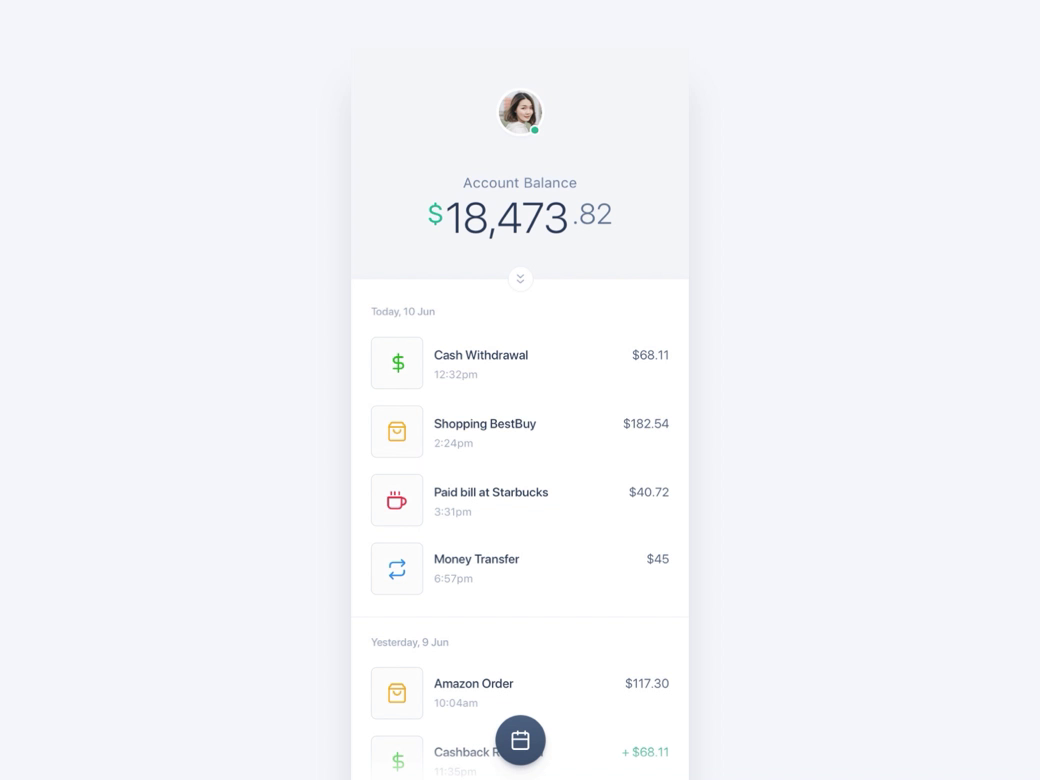 Account Balance
$18,473.82
Today, 10 Jun
Cash Withdrawal
$68.11
12:32pm
Shopping BestBuy
$182.54
2:24pm
Paid bill at Starbucks
$40.72
3:31pm
Money Transfer
$45
6:57pm
Yesterday, 9 Jun
Amazon Order
$117.30
10:04am
Cashback
+ $68.11
11:35pm